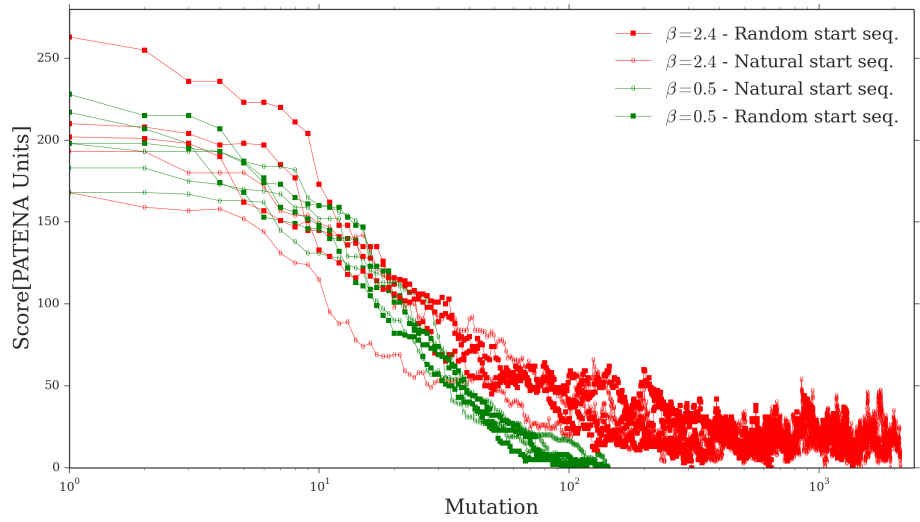 β=2.4 - Random start seq.
β=2.4 - Natural start seq.
β=0.5 - Natural start seq.
β=0.5 - Random start seq.
Score[PATENA Units]
250
200
150
100
50
0
10⁰
10¹
10²
10³
Mutation